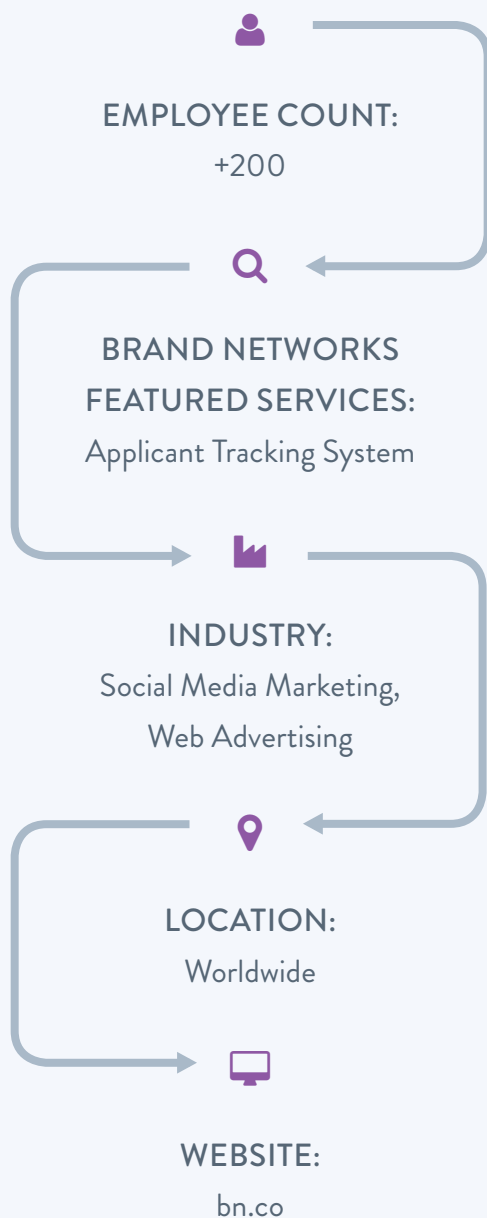 EMPLOYEE COUNT:
+200
BRAND NETWORKS
FEATURED SERVICES:
Applicant Tracking System
INDUSTRY:
Social Media Marketing,
Web Advertising
LOCATION:
Worldwide
WEBSITE:
bn.co